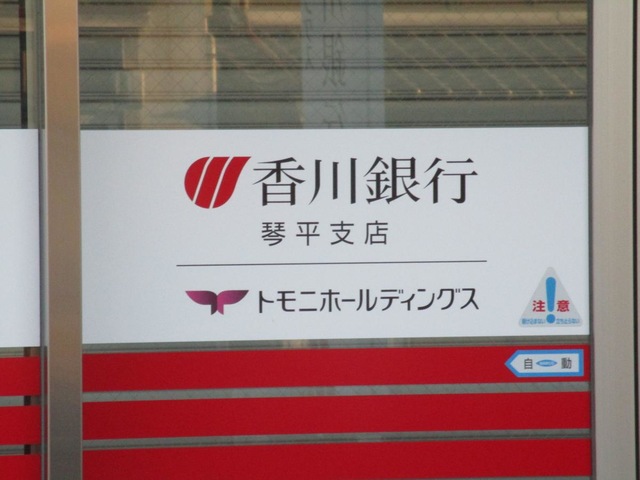 香川銀行
琴平支店
トモニホールディングス
注意
自動